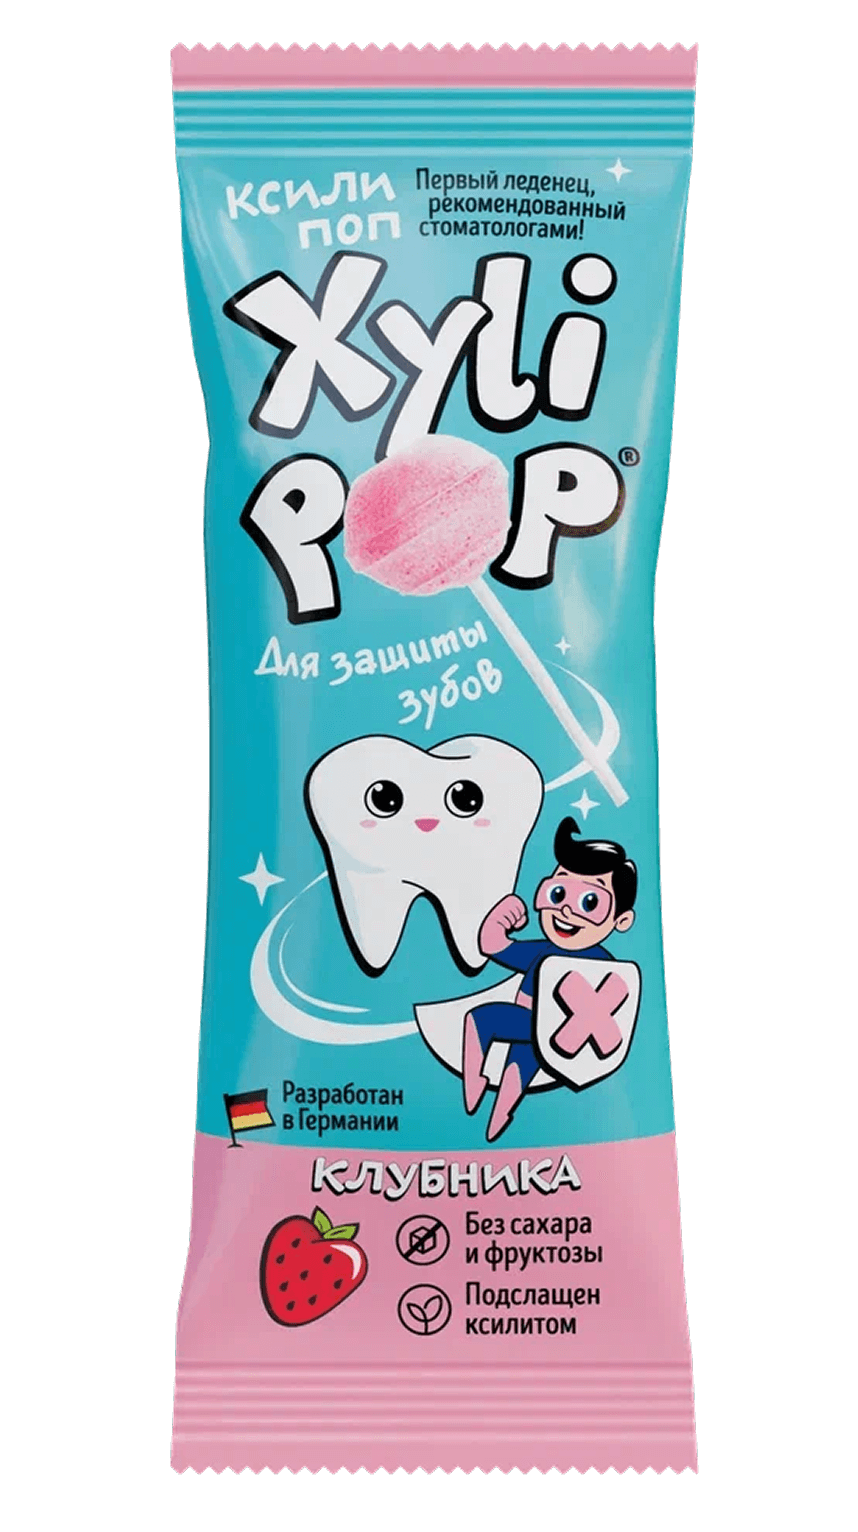 КСИЛИ
ПОП
Первый леденец,
рекомендованный
стоматологами!
Xyli
POP®
Для защиты
зубов
X
Разработан
в Германии
КЛУБНИКА
Без сахара
и фруктозы
Подслащен
ксилитом